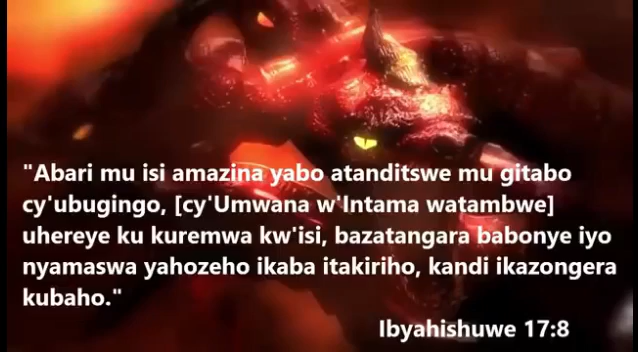 "Abari mu isi amazina yabo atanditswe mu gitabo
cy'ubugingo, [cy'Umwana w'Intama watambwe]
uhereye ku kuremwa kw'isi, bazatangara babonye iyo
nyamaswa yahozeho ikaba itakiriho, kandi ikazongera
kubaho."
Ibyahishuwe 17:8